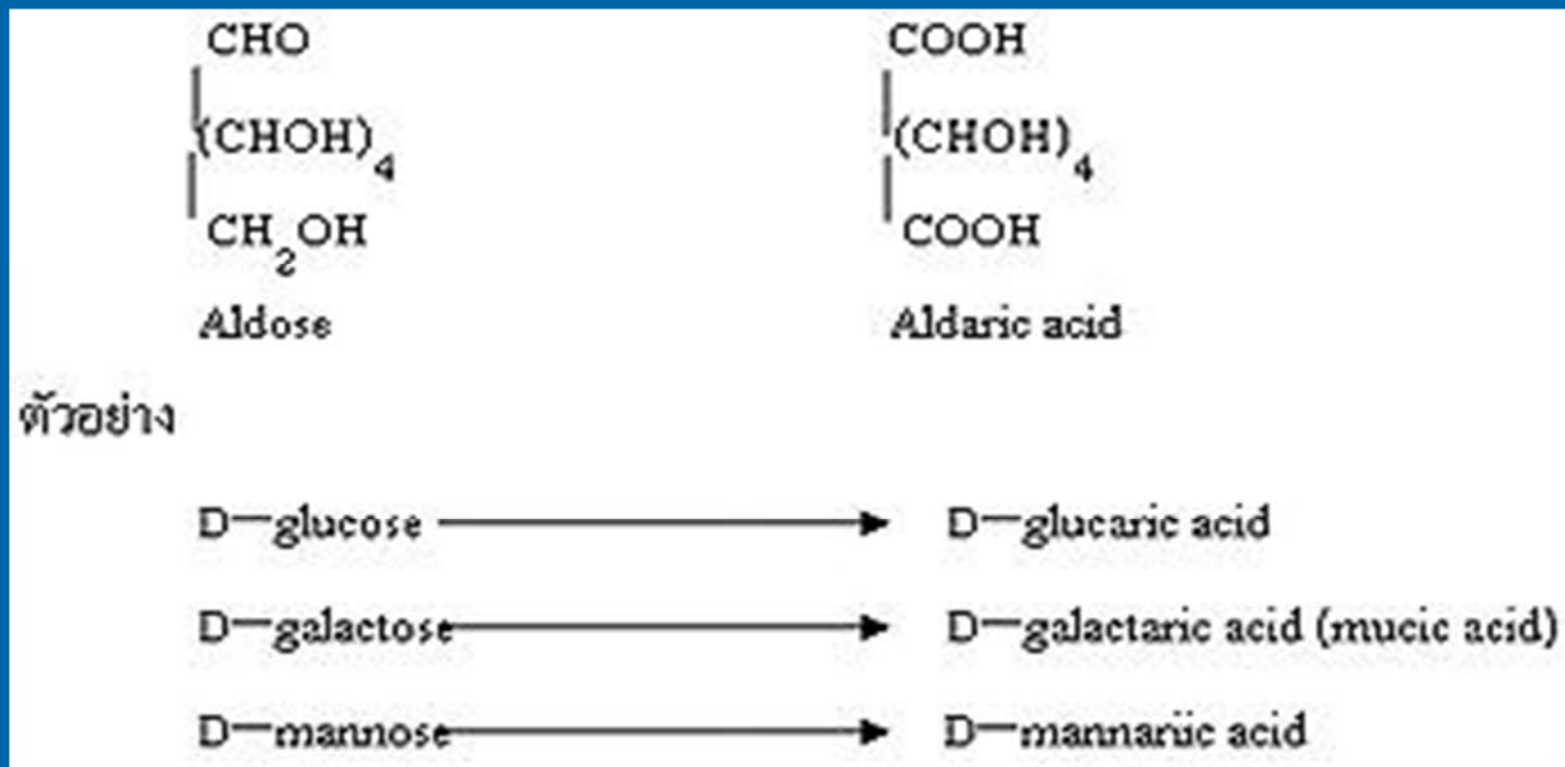 CHO COOH
(CHOH)4 (CHOH)4
CH2OH COOH
Aldose Aldaric acid
ตัวอย่าง
D—glucose D—glucaric acid
D—galactose D—galactaric acid (mucic acid)
D—mannose D—mannariic acid